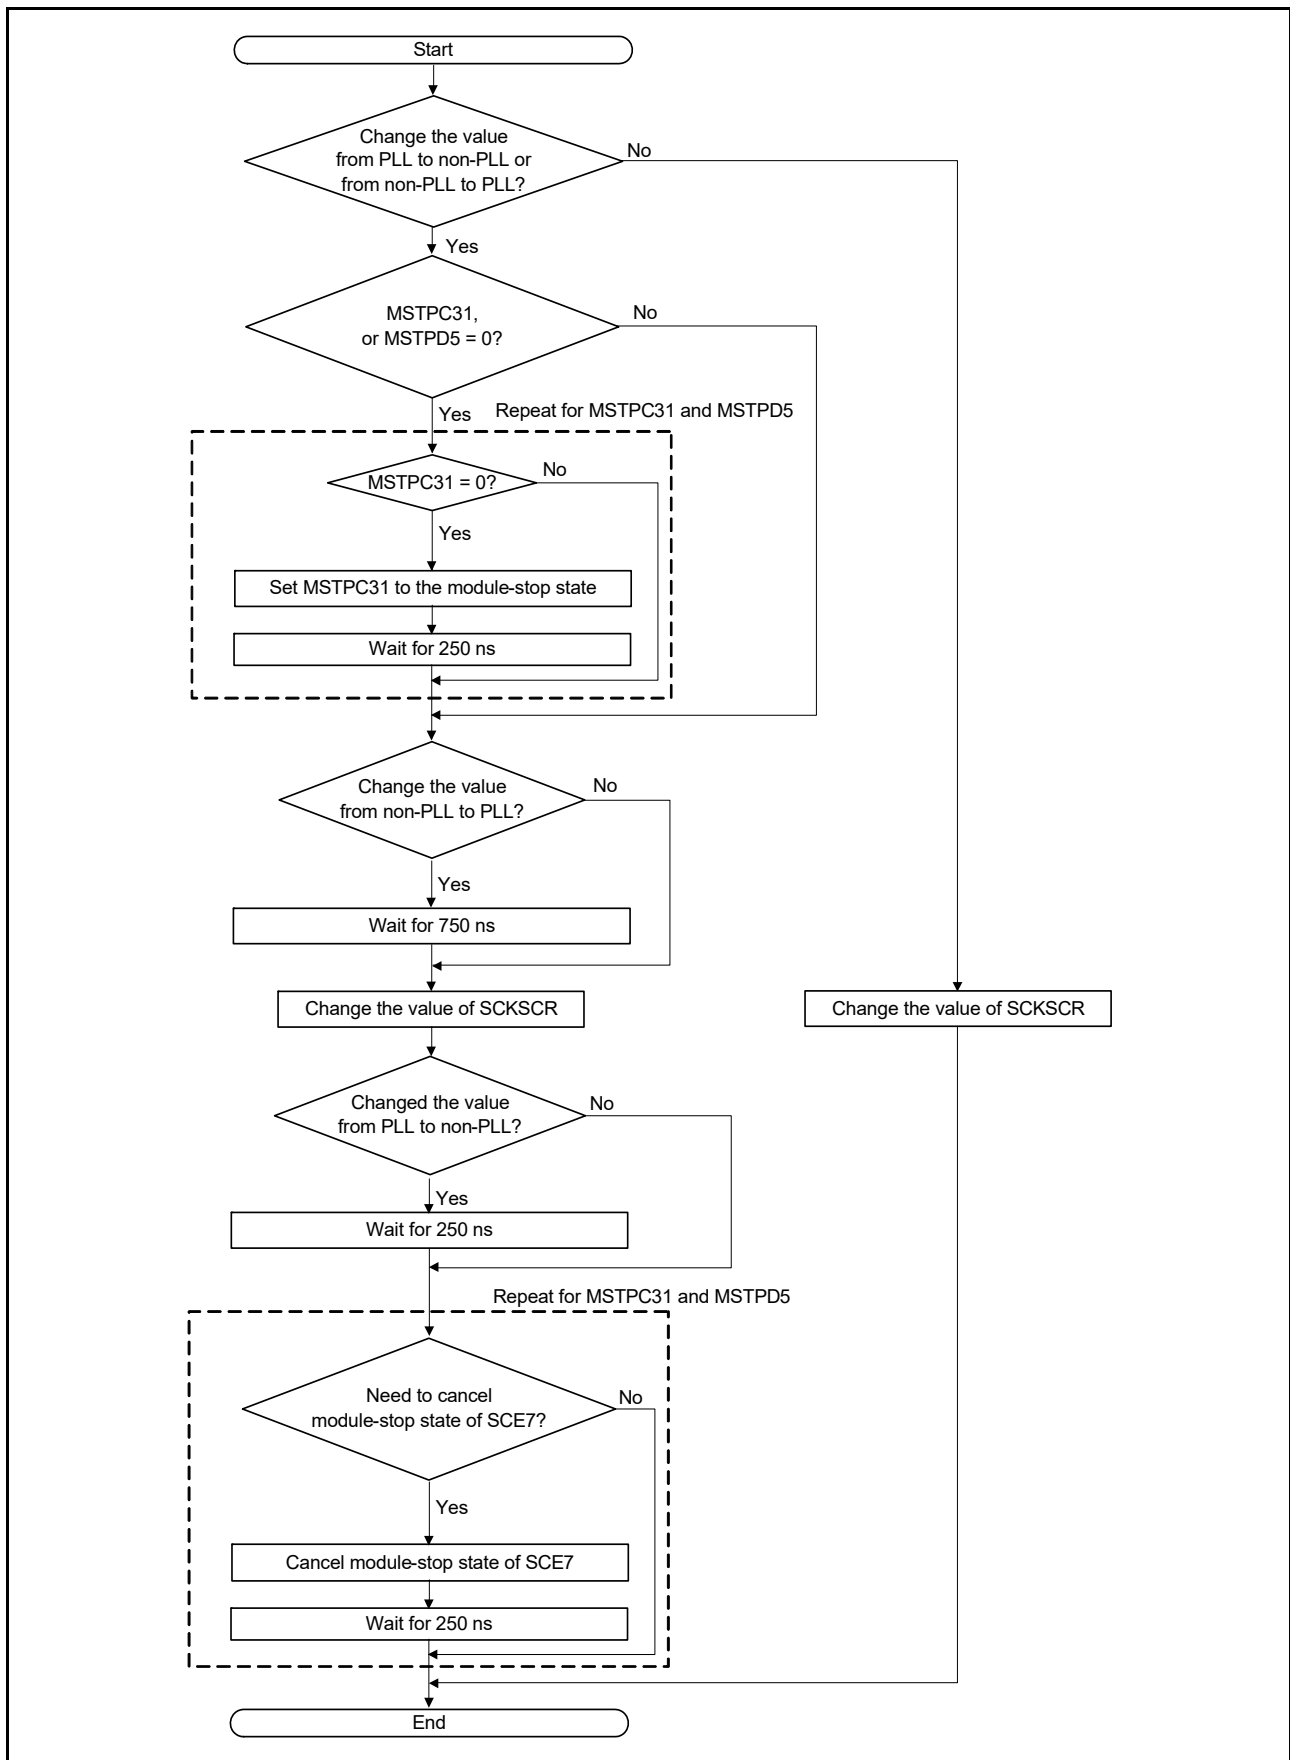 Start
Change the value
from PLL to non-PLL or
from non-PLL to PLL?
No
Yes
MSTPC31,
or MSTPD5 = 0?
No
Yes
Repeat for MSTPC31 and MSTPD5
MSTPC31 = 0?
No
Yes
Set MSTPC31 to the module-stop state
Wait for 250 ns
Change the value
from non-PLL to PLL?
No
Yes
Wait for 750 ns
Change the value of SCKSCR
Change the value of SCKSCR
Changed the value
from PLL to non-PLL?
No
Yes
Wait for 250 ns
Repeat for MSTPC31 and MSTPD5
Need to cancel
module-stop state of SCE7?
No
Yes
Cancel module-stop state of SCE7
Wait for 250 ns
End